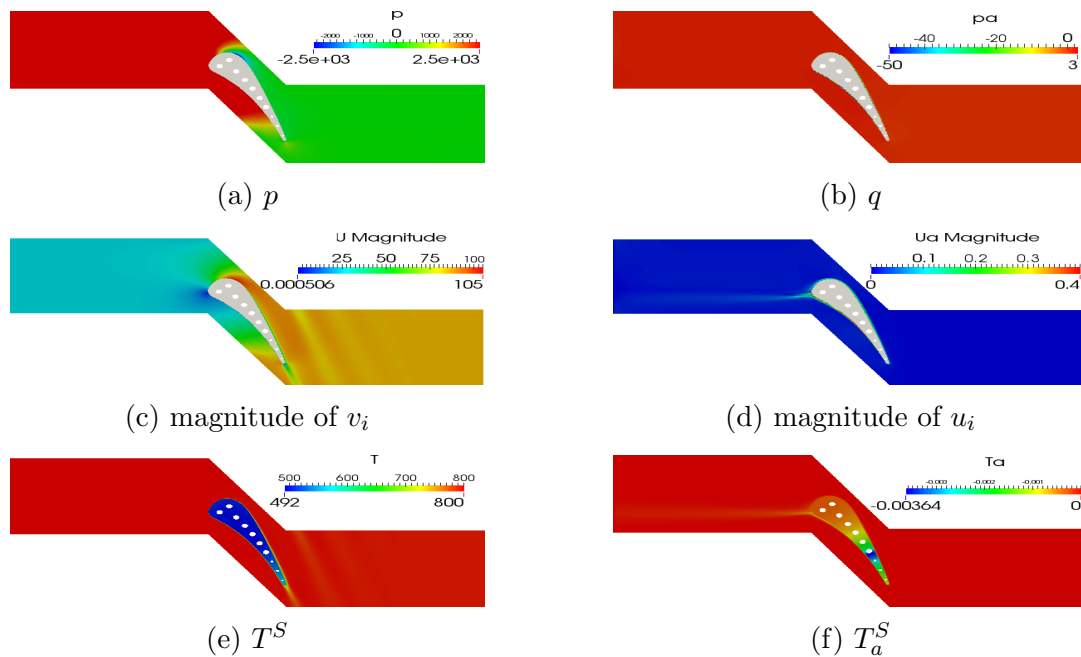 p
-2000 -1000 0 1000 2000
-2.5e+03 2.5e+03
(a) p
pa
-40 -20 0
-50 3
(b) q
U Magnitude
25 50 75 100
0.000506 105
(c) magnitude of v_i
Ua Magnitude
0.1 0.2 0.3
0 0.4
(d) magnitude of u_i
T
500 600 700 800
492 800
(e) T^S
Ta
-0.003 -0.002 -0.001
-0.00364 0
(f) T_a^S